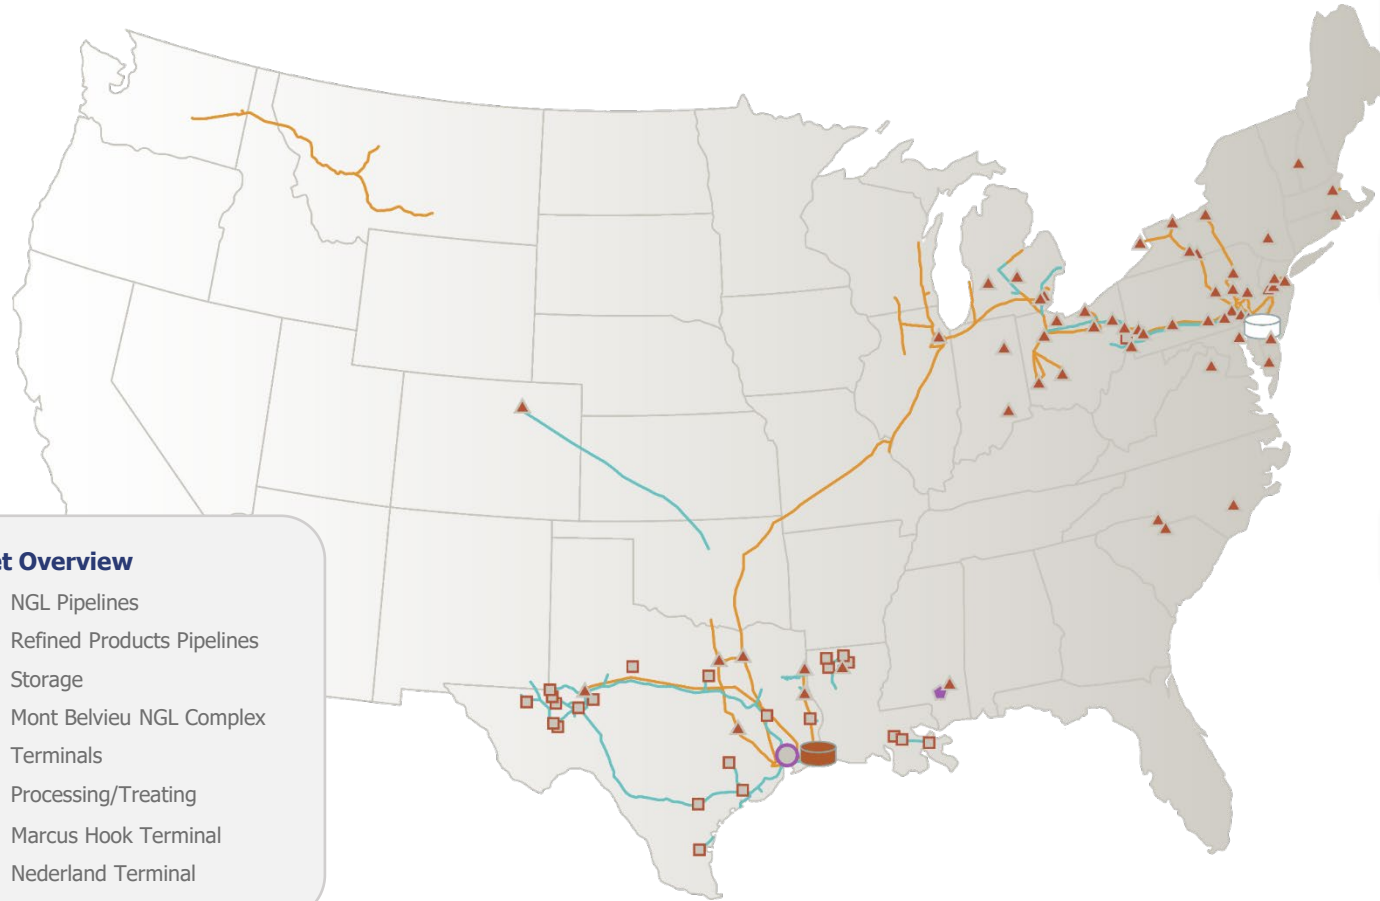 et Overview
NGL Pipelines
Refined Products Pipelines
Storage
Mont Belvieu NGL Complex
Terminals
Processing/Treating
Marcus Hook Terminal
Nederland Terminal